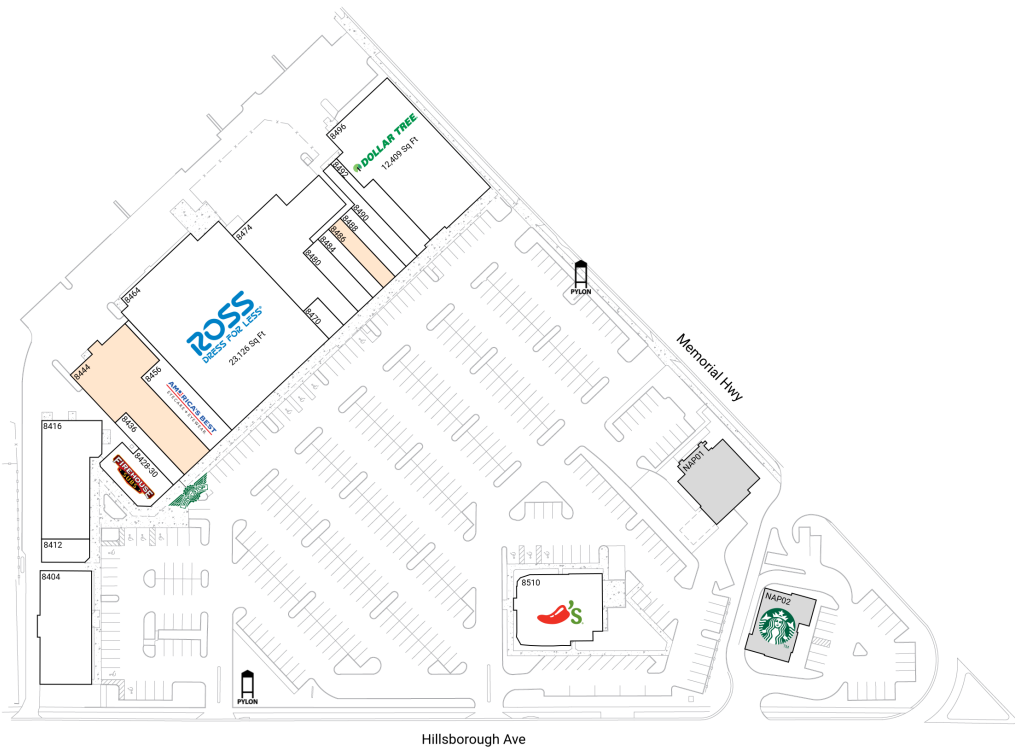 8496
DOLLAR TREE
12,409 Sq Ft
8492
8490
8488
8486
8484
8480
8474
8470
8464
ROSS
DRESS FOR LESS
23,126 Sq Ft
8456
AMERICA'S BEST
8444
8436
8428-30
FIREHOUSE
SUBS
8416
8412
8404
PYLON
Memorial Hwy
NAP01
8510
'S
NAP02
PYLON
Hillsborough Ave